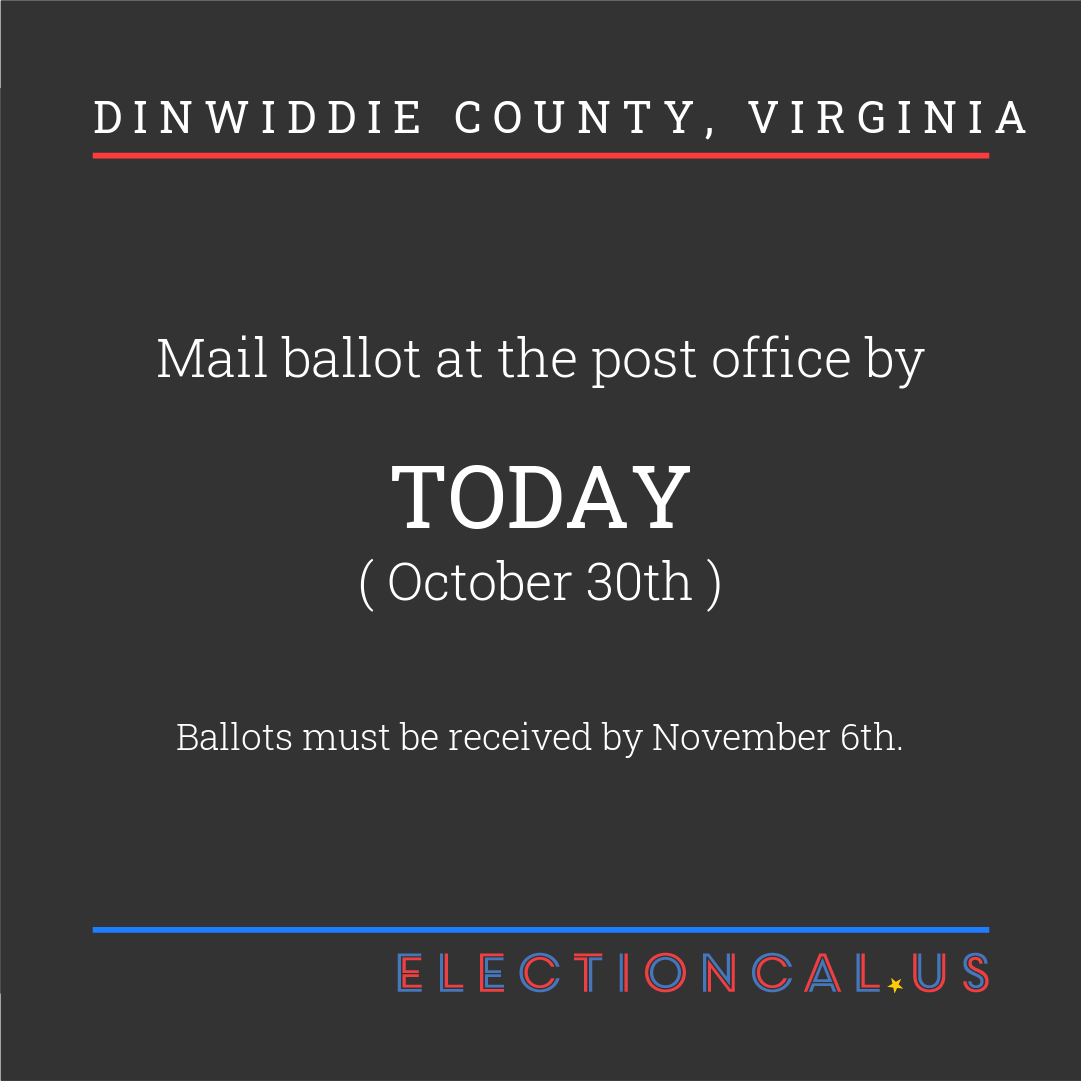 DINWIDDIE COUNTY, VIRGINIA
Mail ballot at the post office by
TODAY
( October 30th )
Ballots must be received by November 6th.
ELECTIONCAL.US